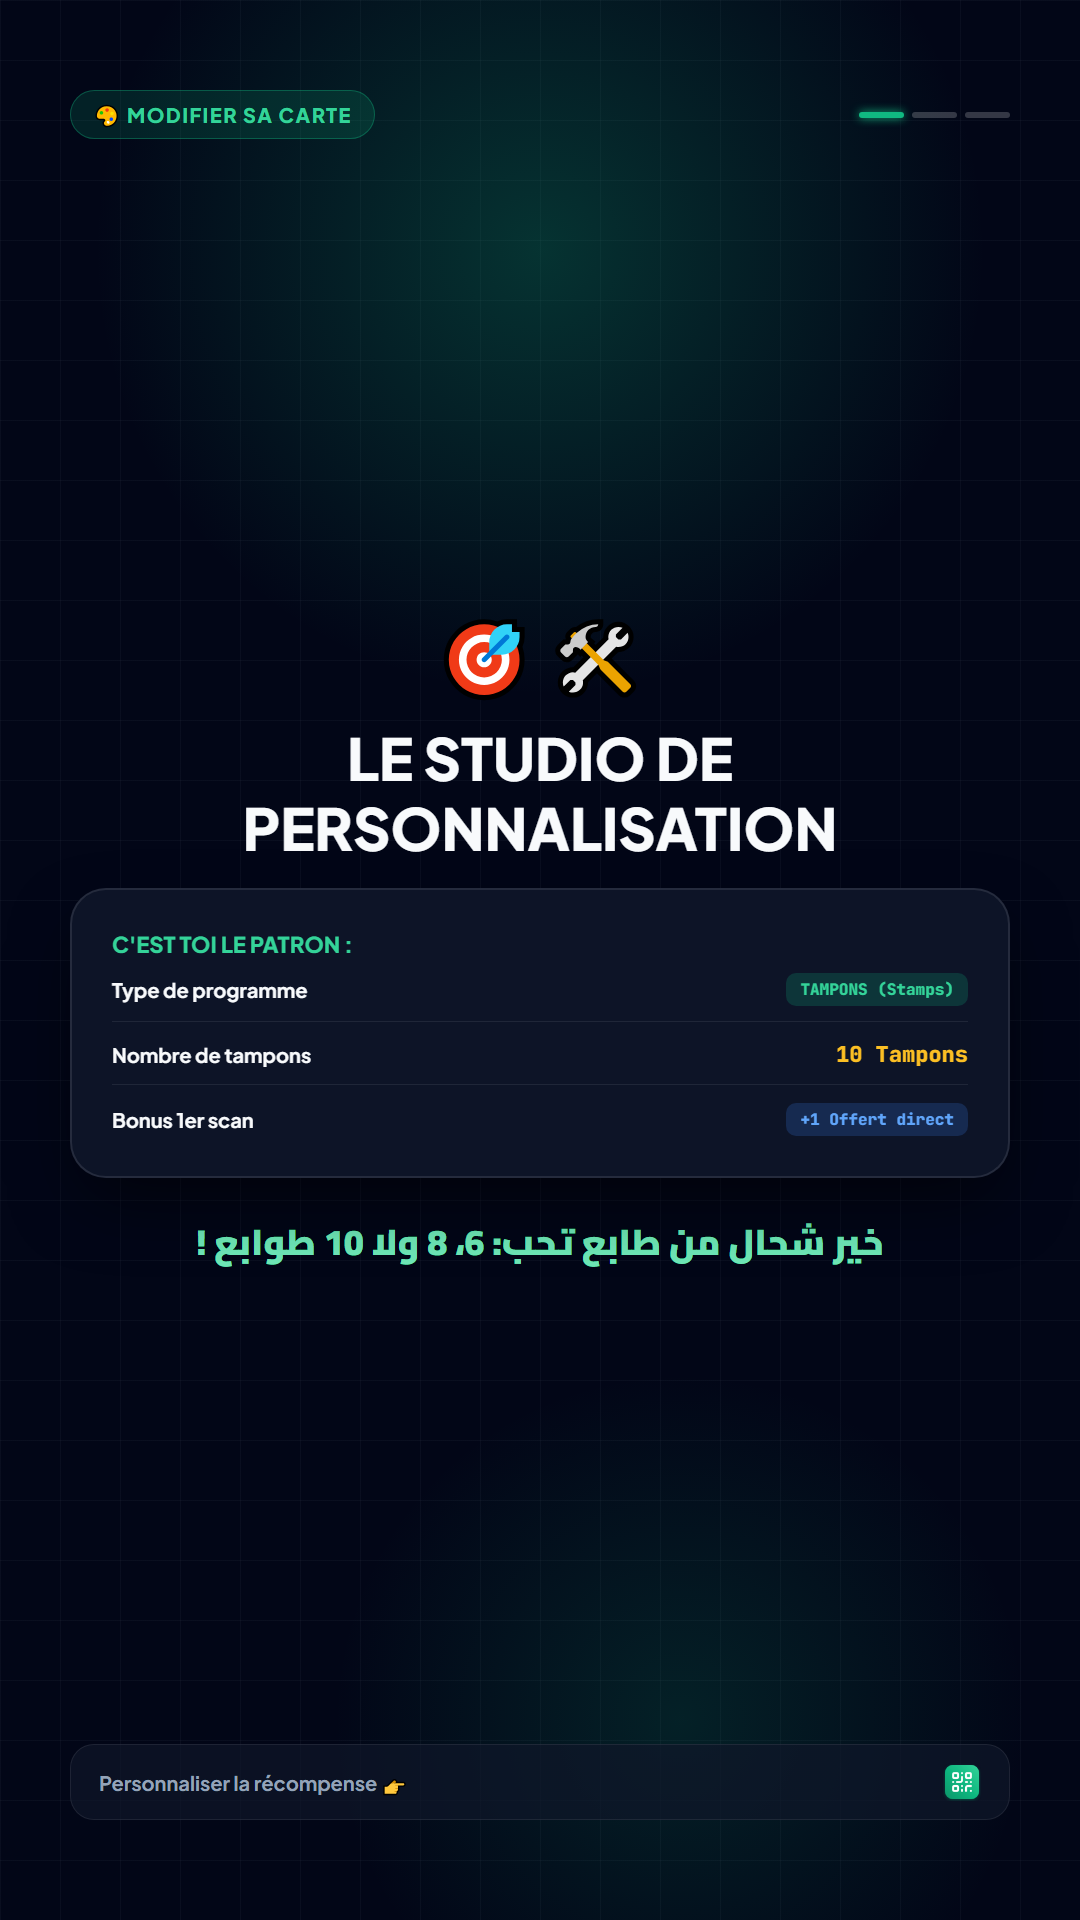 MODIFIER SA CARTE
LE STUDIO DE
PERSONNALISATION
C'EST TOI LE PATRON :
Type de programme TAMPONS (Stamps)
Nombre de tampons 10 Tampons
Bonus 1er scan +1 Offert direct
خير شحال من طابع تحب: 6، 8 ولا 10 طوابع !
Personnaliser la récompense 👉